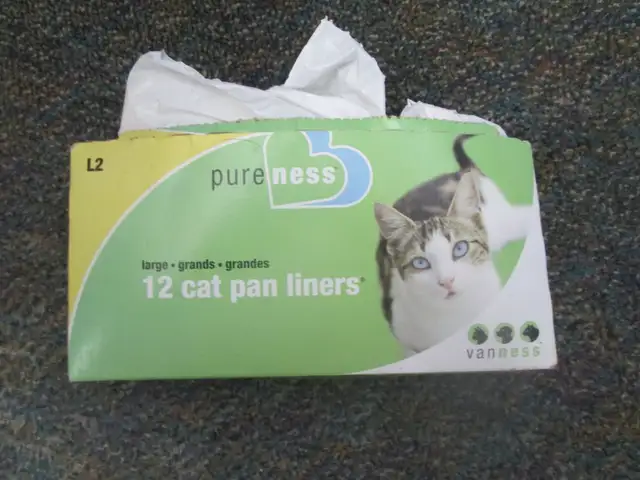 L2
pureness
large • grands • grandes
12 cat pan liners
vanness